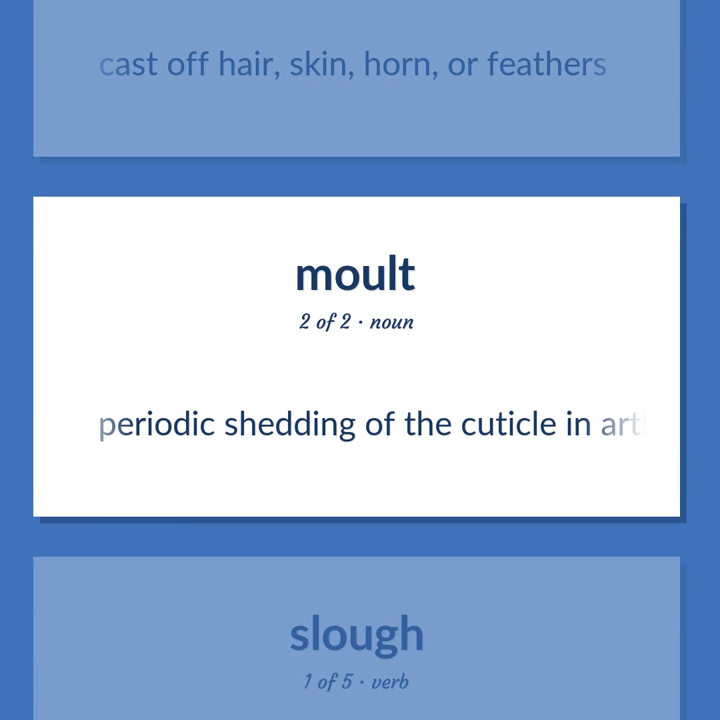 cast off hair, skin, horn, or feathers
moult
2 of 2 · noun
periodic shedding of the cuticle in
slough
1 of 5 · verb